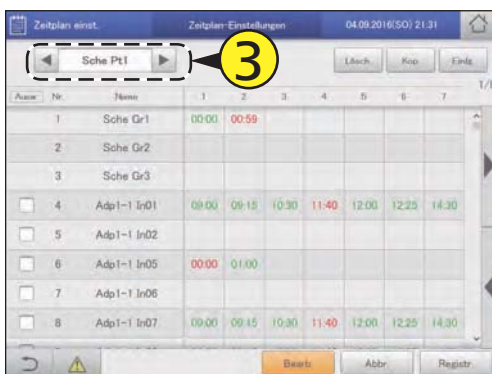 Zeitplan einst. Zeitplan-Einstellungen 04.09.2016(SO) 21:31
Sche Pt1 3 Lösch. Kop. Einfg.
1/
Ausw. Nr. Name 1 2 3 4 5 6 7
1 Sche Gr1 00:00 00:59
2 Sche Gr2
3 Sche Gr3
4 Adp1-1 In01 09:00 09:15 10:30 11:40 12:00 12:25 14:30
5 Adp1-1 In02
6 Adp1-1 In05 00:00 01:00
7 Adp1-1 In06
8 Adp1-1 In07 09:00 09:15 10:30 11:40 12:00 12:25 14:30
Bearb. Abbr. Registr.